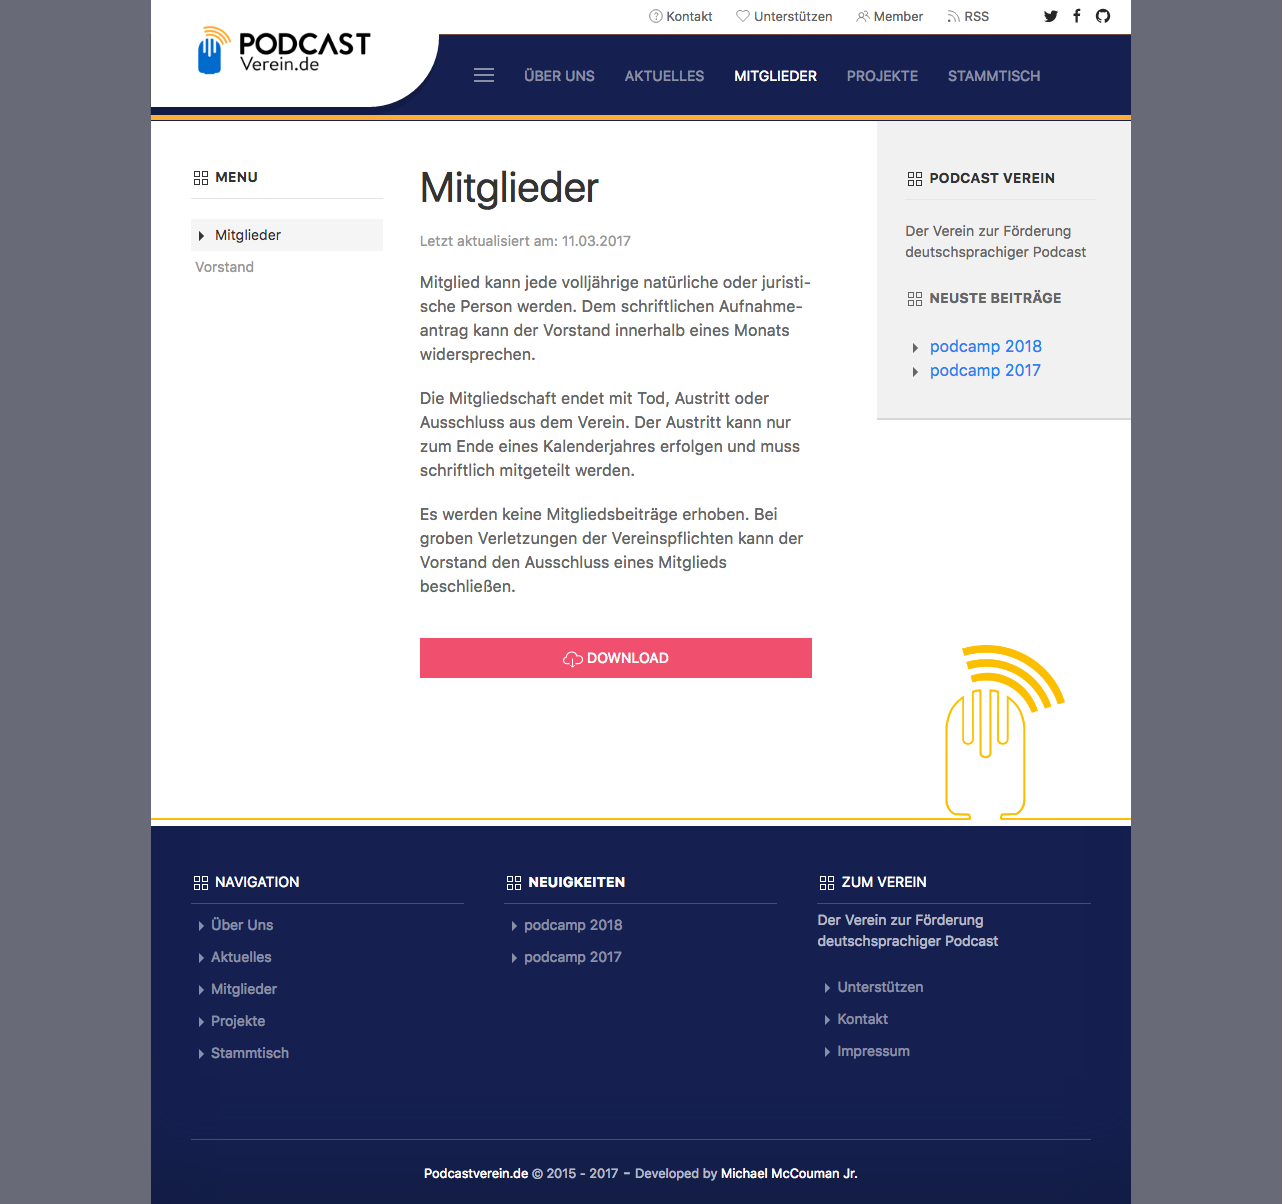 Kontakt Unterstützen Member RSS
PODCAST
Verein.de
ÜBER UNS AKTUELLES MITGLIEDER PROJEKTE STAMMTISCH
MENU
Mitglieder
Vorstand
Mitglieder
Letzt aktualisiert am: 11.03.2017
Mitglied kann jede volljährige natürliche oder juristi-
sche Person werden. Dem schriftlichen Aufnahme-
antrag kann der Vorstand innerhalb eines Monats
widersprechen.
Die Mitgliedschaft endet mit Tod, Austritt oder
Ausschluss aus dem Verein. Der Austritt kann nur
zum Ende eines Kalenderjahres erfolgen und muss
schriftlich mitgeteilt werden.
Es werden keine Mitgliedsbeiträge erhoben. Bei
groben Verletzungen der Vereinspflichten kann der
Vorstand den Ausschluss eines Mitglieds
beschließen.
DOWNLOAD
PODCAST VEREIN
Der Verein zur Förderung
deutschsprachiger Podcast
NEUSTE BEITRÄGE
podcamp 2018
podcamp 2017
NAVIGATION
Über Uns
Aktuelles
Mitglieder
Projekte
Stammtisch
NEUIGKEITEN
podcamp 2018
podcamp 2017
ZUM VEREIN
Der Verein zur Förderung
deutschsprachiger Podcast
Unterstützen
Kontakt
Impressum
Podcastverein.de © 2015 - 2017 – Developed by Michael McCouman Jr.